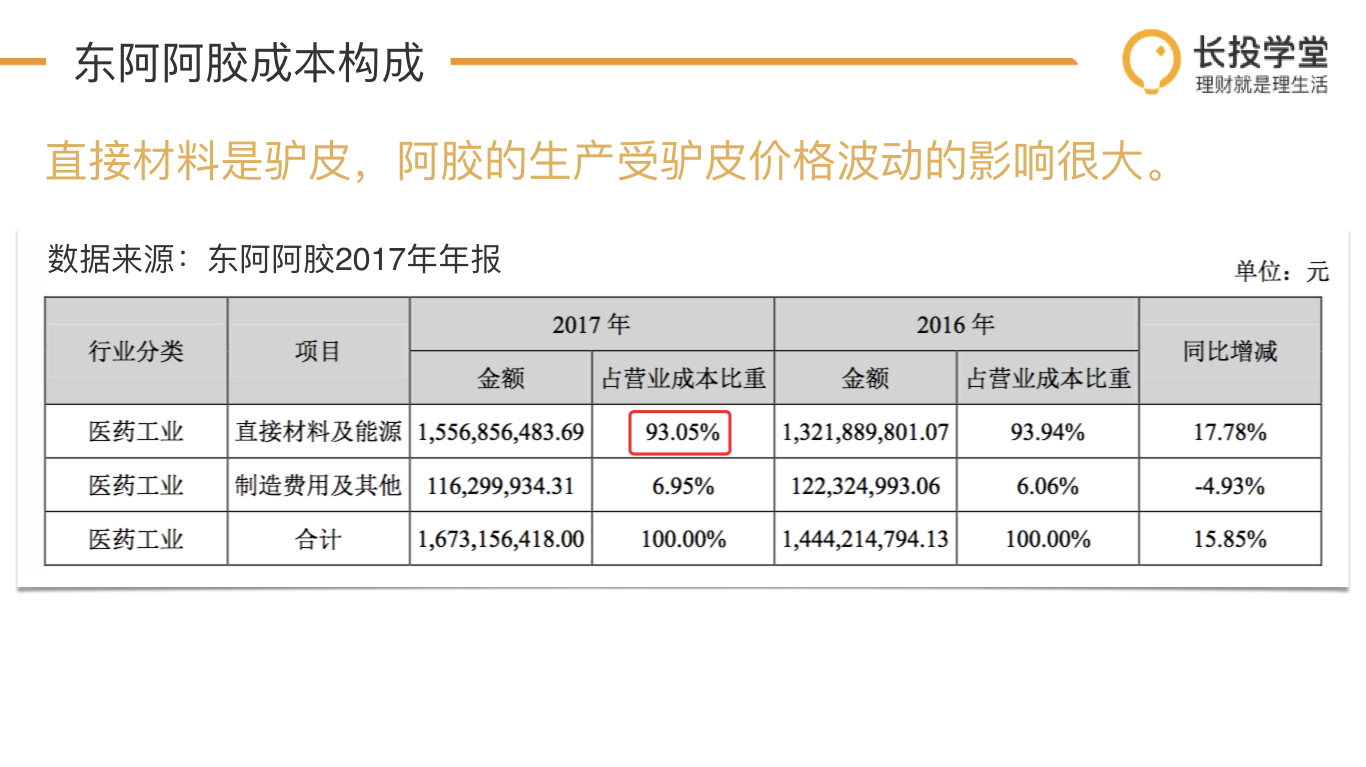 东阿阿胶成本构成
长投学堂
理财就是理生活
直接材料是驴皮，阿胶的生产受驴皮价格波动的影响很大。
数据来源：东阿阿胶2017年年报
单位：元
行业分类 项目 2017 年 2016 年 同比增减
金额 占营业成本比重 金额 占营业成本比重
医药工业 直接材料及能源 1,556,856,483.69 93.05% 1,321,889,801.07 93.94% 17.78%
医药工业 制造费用及其他 116,299,934.31 6.95% 122,324,993.06 6.06% -4.93%
医药工业 合计 1,673,156,418.00 100.00% 1,444,214,794.13 100.00% 15.85%